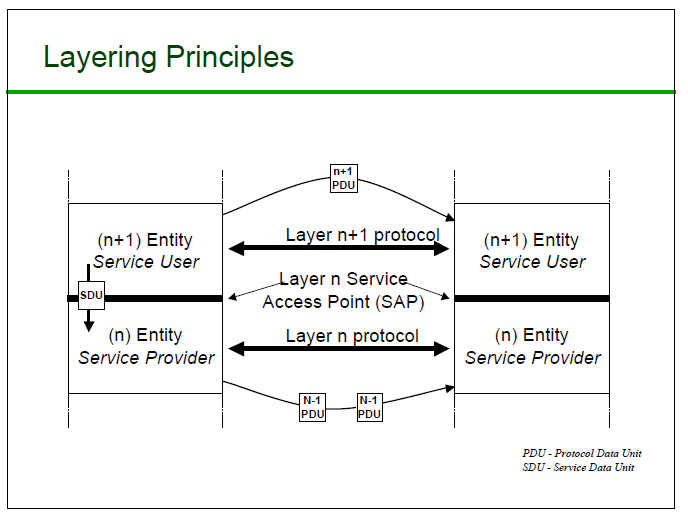 Layering Principles
n+1
PDU
(n+1) Entity
Service User
Layer n+1 protocol
(n+1) Entity
Service User
SDU
Layer n Service
Access Point (SAP)
(n) Entity
Service Provider
Layer n protocol
(n) Entity
Service Provider
N-1
PDU
N-1
PDU
PDU - Protocol Data Unit
SDU - Service Data Unit